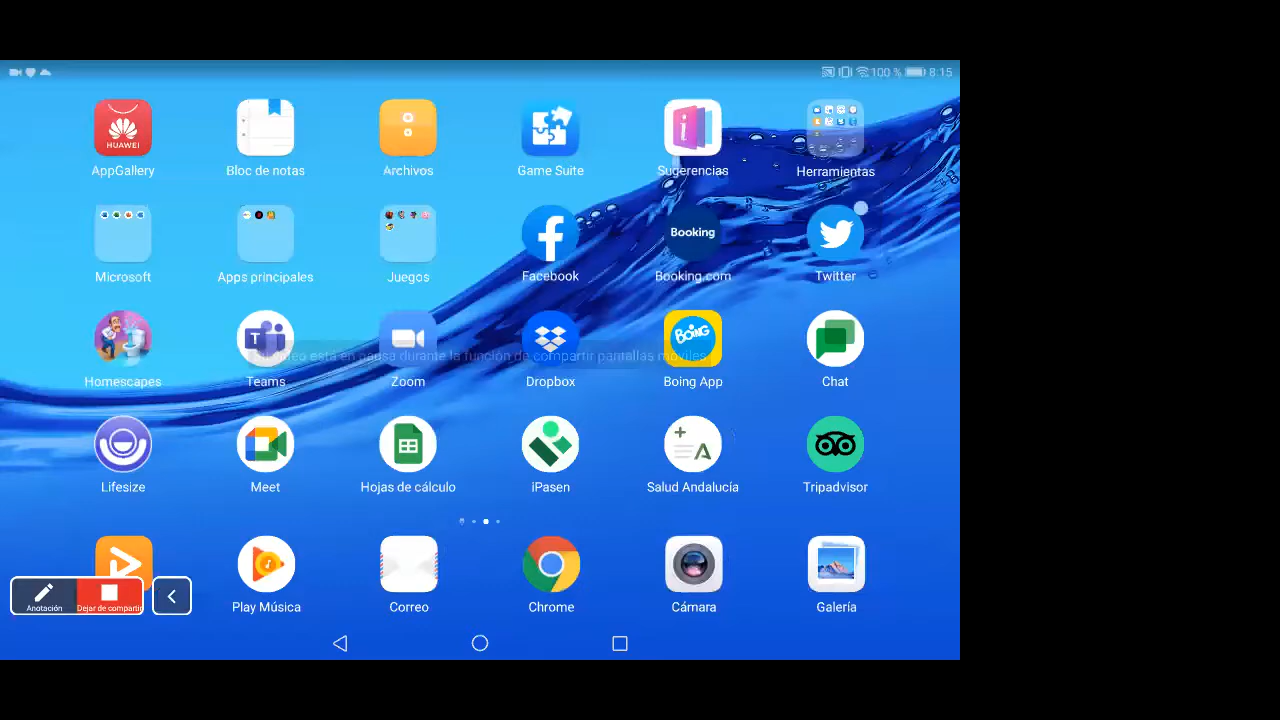 100 % 8:15
HUAWEI
AppGallery Bloc de notas Archivos Game Suite Sugerencias Herramientas
Booking
Microsoft Apps principales Juegos Facebook Booking.com Twitter
BOING
video está en pausa durante la función de compartir pantallas móviles
Homescapes Teams Zoom Dropbox Boing App Chat
Lifesize Meet Hojas de cálculo iPasen Salud Andalucía Tripadvisor
Anotación Dejar de compartir
Play Música Correo Chrome Cámara Galería